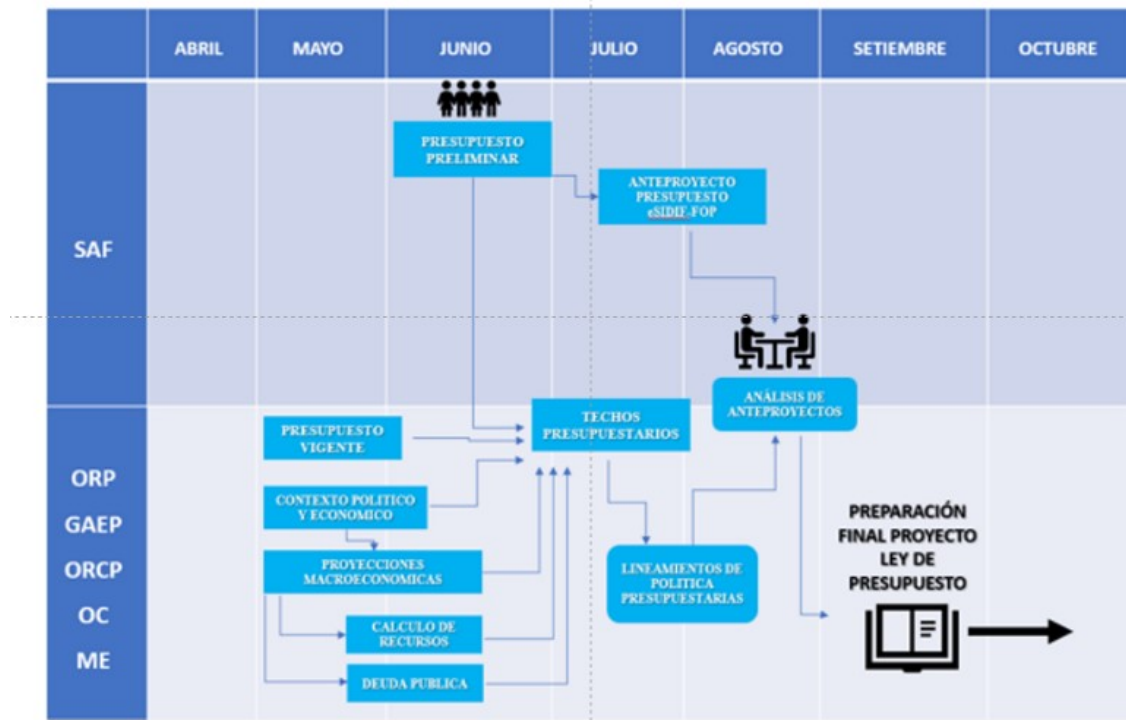 ABRIL
MAYO
JUNIO
JULIO
AGOSTO
SETIEMBRE
OCTUBRE
SAF
PRESUPUESTO
PRELIMINAR
ANTEPROYECTO
PRESUPUESTO
eSIDIF-FOP
ANÁLISIS DE
ANTEPROYECTOS
ORP
GAEP
ORCP
OC
ME
PRESUPUESTO
VIGENTE
TECHOS
PRESUPUESTARIOS
CONTEXTO POLITICO
Y ECONOMICO
PROYECCIONES
MACROECONOMICAS
CALCULO DE
RECURSOS
DEUDA PUBLICA
LINEAMIENTOS DE
POLITICA
PRESUPUESTARIAS
PREPARACIÓN
FINAL PROYECTO
LEY DE
PRESUPUESTO